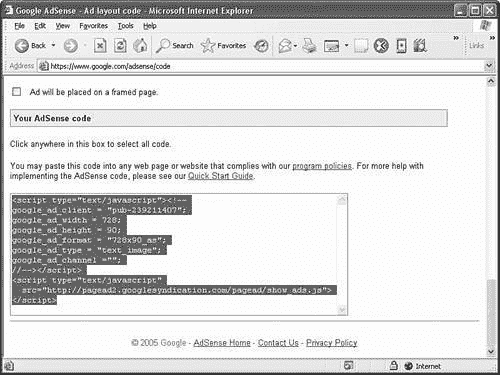 Google AdSense - Ad layout code - Microsoft Internet Explorer
File Edit View Favorites Tools Help
Back Search Favorites Links
Address https://www.google.com/adsense/code
Ad will be placed on a framed page.
Your AdSense code
Click anywhere in this box to select all code.
You may paste this code into any web page or website that complies with our program policies. For more help with
implementing the AdSense code, please see our Quick Start Guide.
<script type="text/javascript"><!--
google_ad_client = "pub-239211407";
google_ad_width = 728;
google_ad_height = 90;
google_ad_format = "728x90_as";
google_ad_type = "text_image";
google_ad_channel ="";
//--></script>
<script type="text/javascript"
  src="http://pagead2.googlesyndication.com/pagead/show_ads.js">
</script>
© 2005 Google - AdSense Home - Contact Us - Privacy Policy
Internet